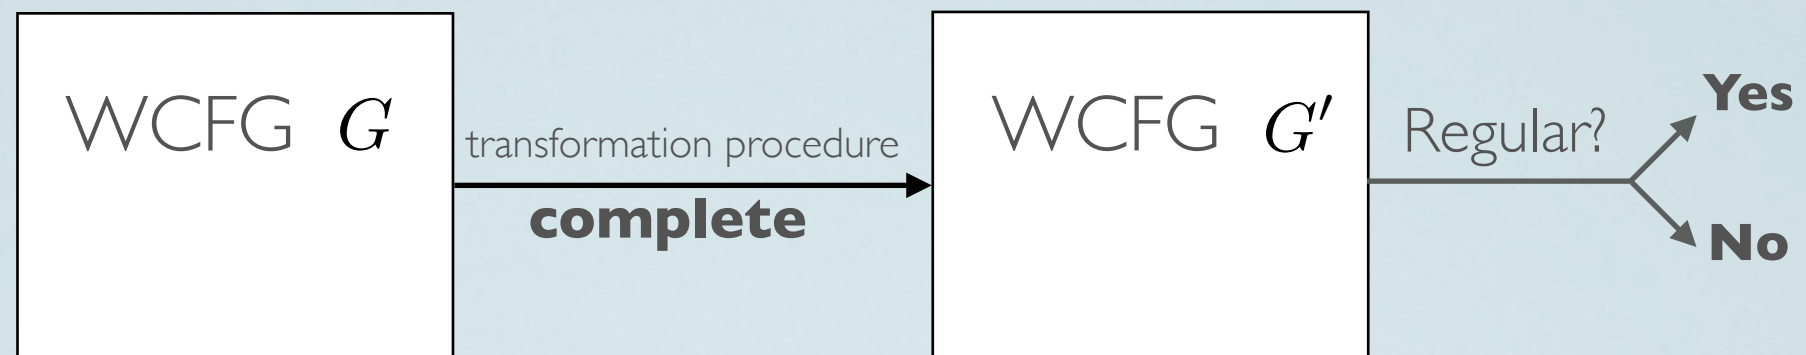 WCFG G
transformation procedure
complete
WCFG G′
Regular?
Yes
No